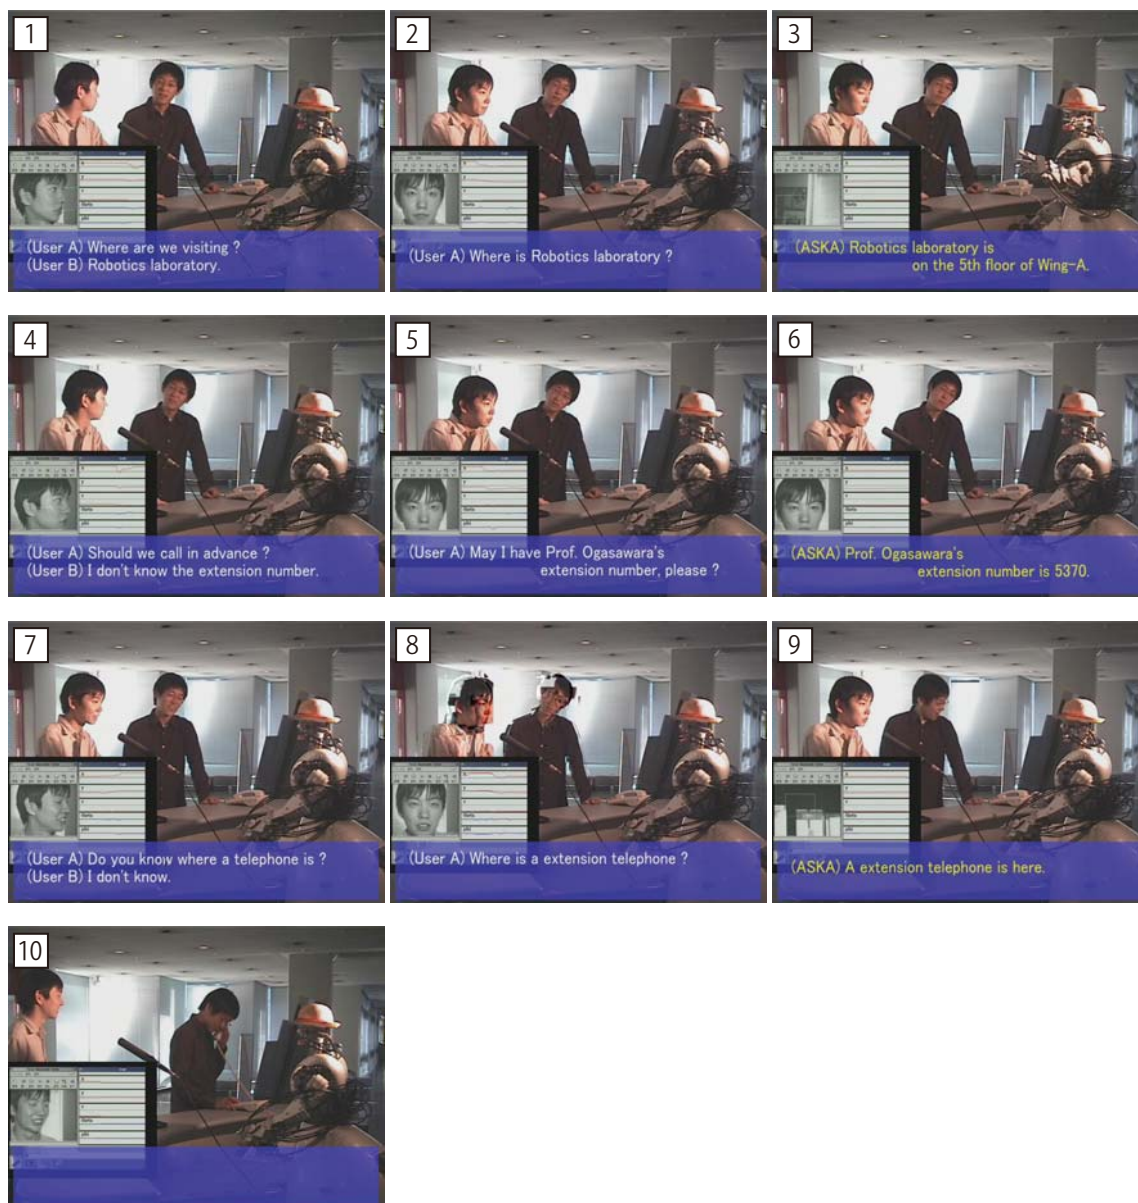 1
(User A) Where are we visiting ?
(User B) Robotics laboratory.
2
(User A) Where is Robotics laboratory ?
3
(ASKA) Robotics laboratory is
on the 5th floor of Wing-A.
4
(User A) Should we call in advance ?
(User B) I don't know the extension number.
5
(User A) May I have Prof. Ogasawara's
extension number, please ?
6
(ASKA) Prof. Ogasawara's
extension number is 5370.
7
(User A) Do you know where a telephone is ?
(User B) I don't know.
8
(User A) Where is a extension telephone ?
9
(ASKA) A extension telephone is here.
10